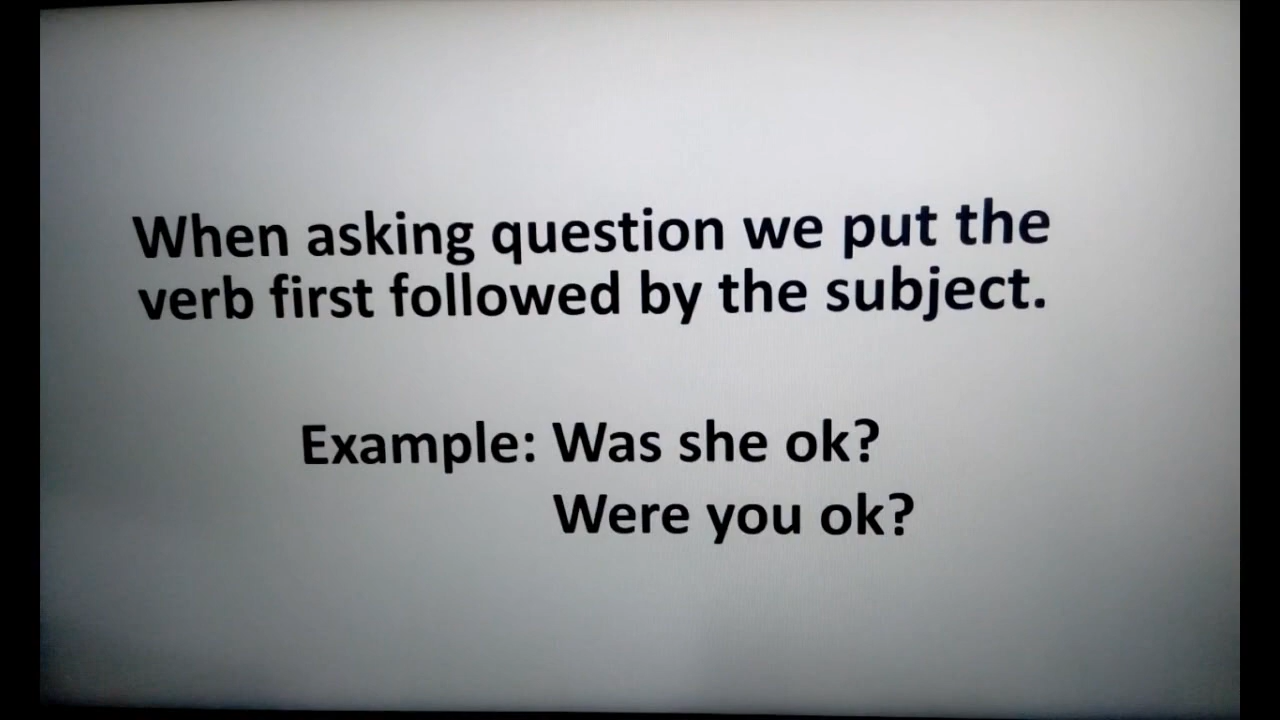 When asking question we put the
verb first followed by the subject.
Example: Was she ok?
Were you ok?